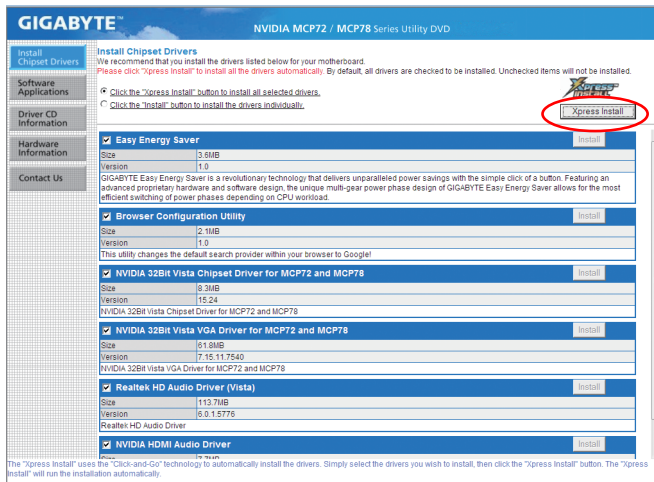 GIGABYTE™
NVIDIA MCP72 / MCP78 Series Utility DVD
Install
Chipset Drivers
Software
Applications
Driver CD
Information
Hardware
Information
Contact Us
Install Chipset Drivers
We recommend that you install the drivers listed below for your motherboard.
Please click "Xpress Install" to install all the drivers automatically. By default, all drivers are checked to be installed. Unchecked items will not be installed.
Click the "Xpress Install" button to install all selected drivers.
Click the "Install" button to install the drivers individually.
Xpress
INSTALL
Xpress Install
Easy Energy Saver
Install
Size 3.6MB
Version 1.0
GIGABYTE Easy Energy Saver is a revolutionary technology that delivers unparalleled power savings with the simple click of a button. Featuring an
advanced proprietary hardware and software design, the unique multi-gear power phase design of GIGABYTE Easy Energy Saver allows for the most
efficient switching of power phases depending on CPU workload.
Browser Configuration Utility
Install
Size 2.1MB
Version 1.0
This utility changes the default search provider within your browser to Google!
NVIDIA 32Bit Vista Chipset Driver for MCP72 and MCP78
Install
Size 8.3MB
Version 15.24
NVIDIA 32Bit Vista Chipset Driver for MCP72 and MCP78
NVIDIA 32Bit Vista VGA Driver for MCP72 and MCP78
Install
Size 61.8MB
Version 7.15.11.7540
NVIDIA 32Bit Vista VGA Driver for MCP72 and MCP78
Realtek HD Audio Driver (Vista)
Install
Size 113.7MB
Version 6.0.1.5776
Realtek HD Audio Driver
NVIDIA HDMI Audio Driver
Install
Size 7.7MB
The "Xpress Install" uses the "Click-and-Go" technology to automatically install the drivers. Simply select the drivers you wish to install, then click the "Xpress Install" button. The "Xpress
Install" will run the installation automatically.